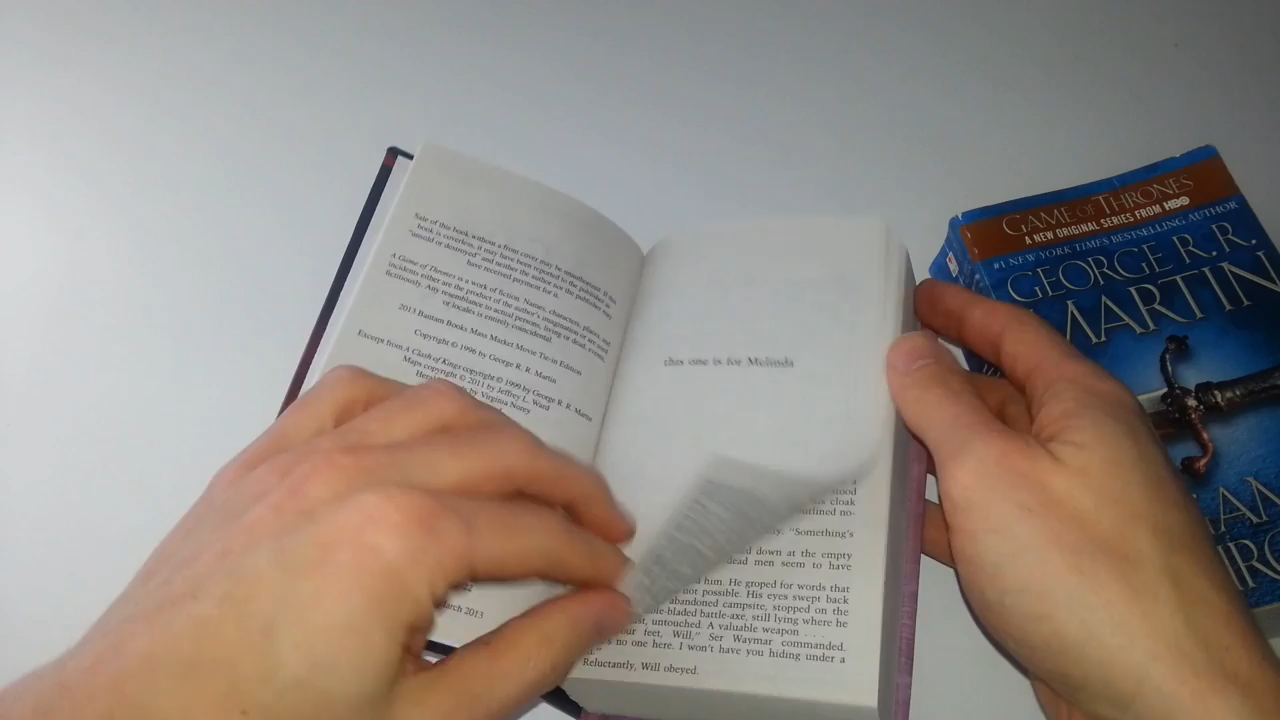 Sale of this book without a front cover may be unauthorized. If this
book is coverless, it may have been reported to the publisher as
"unsold or destroyed" and neither the author nor the publisher may
have received payment for it.
A Game of Thrones is a work of fiction. Names, characters, places, and
incidents either are the product of the author's imagination or are used
fictitiously. Any resemblance to actual persons, living or dead, events,
or locales is entirely coincidental.
2013 Bantam Books Mass Market Movie Tie-in Edition
Copyright © 1996 by George R. R. Martin
Excerpt from A Clash of Kings copyright © 1999 by George R. R. Martin
Maps copyright © 2011 by Jeffrey L. Ward
by Virginia Norey
March 2013
this one is for Melinda
a
stood
cloak
outlined no-
"Something's
down at the empty
dead men seem to have
him. He groped for words that
not possible. His eyes swept back
abandoned campsite, stopped on the
-bladed battle-axe, still lying where he
untouched. A valuable weapon . . . .
your feet, Will," Ser Waymar commanded.
no one here. I won't have you hiding under a
Reluctantly, Will obeyed.
GAME OF THRONES
A NEW ORIGINAL SERIES FROM HBO
#1 NEW YORK TIMES BESTSELLING AUTHOR
GEORGE R. R.
MARTIN